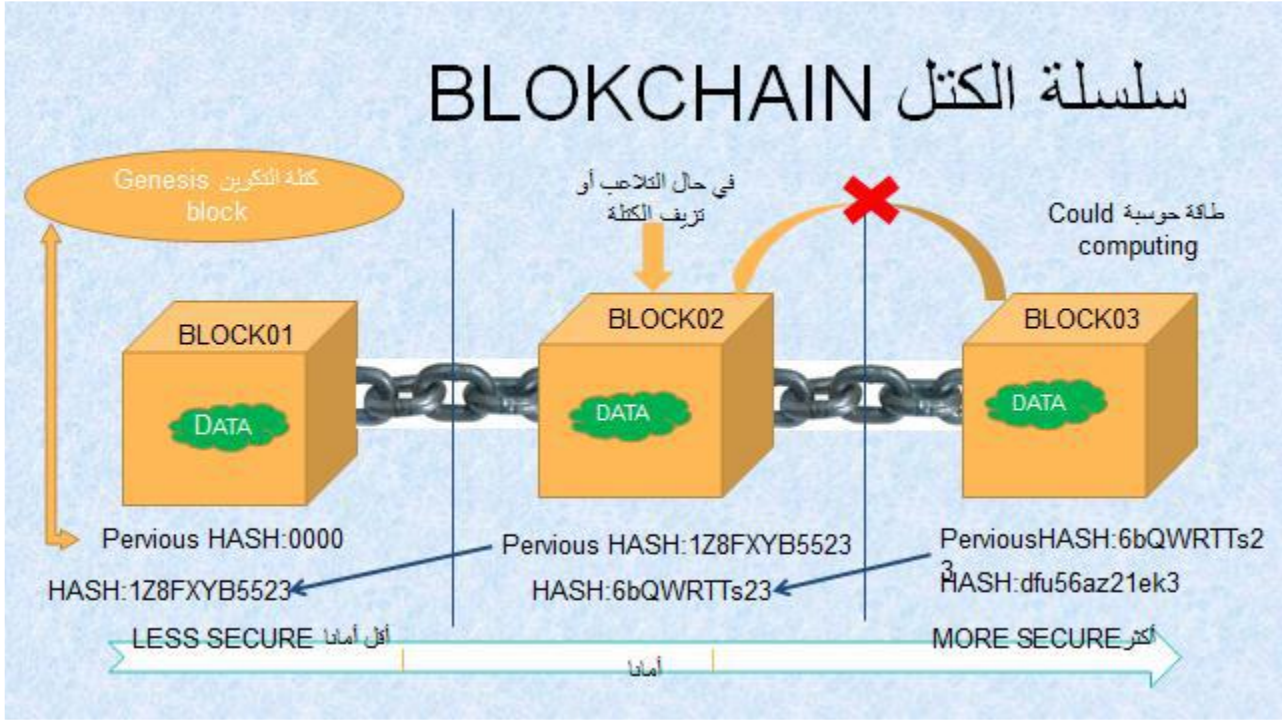 سلسلة الكتل BLOKCHAIN
كتلة التكوين Genesis
block
في حال التلاعب أو
تزيف الكتلة
طاقة حوسبة Could
computing
BLOCK01
BLOCK02
BLOCK03
DATA
DATA
DATA
Pervious HASH:0000
HASH:1Z8FXYB5523
Pervious HASH:1Z8FXYB5523
HASH:6bQWRTTs23
PerviousHASH:6bQWRTTs2
3
HASH:dfu56az21ek3
LESS SECURE أقل أمانا
MORE SECURE ألكثر
أمانا